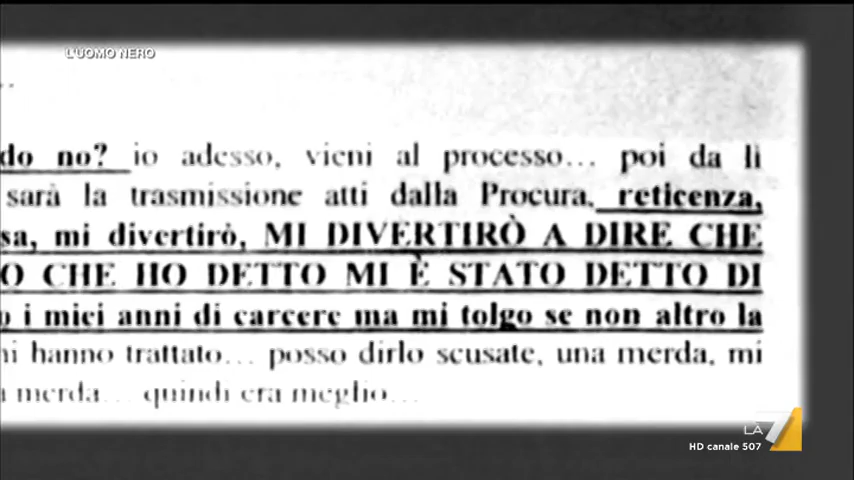 L'UOMO NERO
do no? io adesso, vieni al processo... poi da lì
sarà la trasmissione atti dalla Procura, reticenza,
sa, mi divertirò, MI DIVERTIRÒ A DIRE CHE
O CHE HO DETTO MI È STATO DETTO DI
o i miei anni di carcere ma mi tolgo se non altro la
hanno trattato... posso dirlo scusate, una merda, mi
merda... quindi era meglio...
LA7
HD canale 507